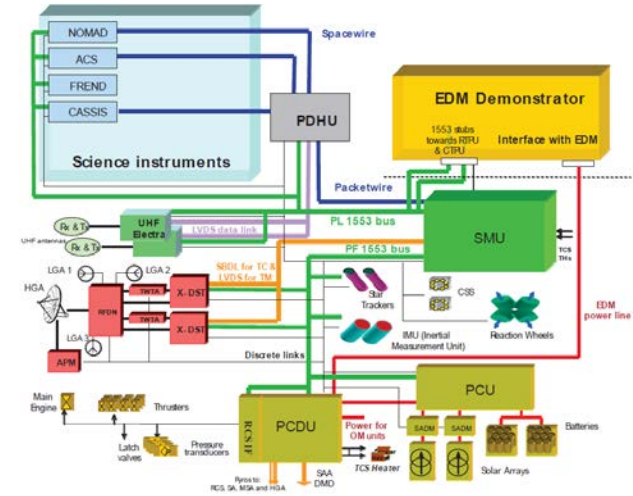 NOMAD
ACS
FREND
CASSIS
Science instruments
Spacewire
PDHU
EDM Demonstrator
1553 stubs
towards RTPU
& CTPU
Interface with EDM
Packetwire
Rx & Tx
Rx & Tx
UHF antennas
UHF
Electra
LVDS data link
PL 1553 bus
PF 1553 bus
SMU
TCS
THs
SBDL for TC &
LVDS for TM
LGA 1
LGA 2
HGA
RFDN
TWTA
TWTA
X-DST
X-DST
LGA 3
APM
Star
Trackers
CSS
IMU (Inertial
Measurement Unit)
Reaction Wheels
EDM
power line
Discrete links
Main
Engine
Thrusters
Latch
valves
Pressure
transducers
RCS IF
PCDU
PCU
Power for
OM units
TCS Heater
SADM
SADM
Batteries
Solar Arrays
Pyros to:
RCS, SA, MSA and HGA
SAA
DMD